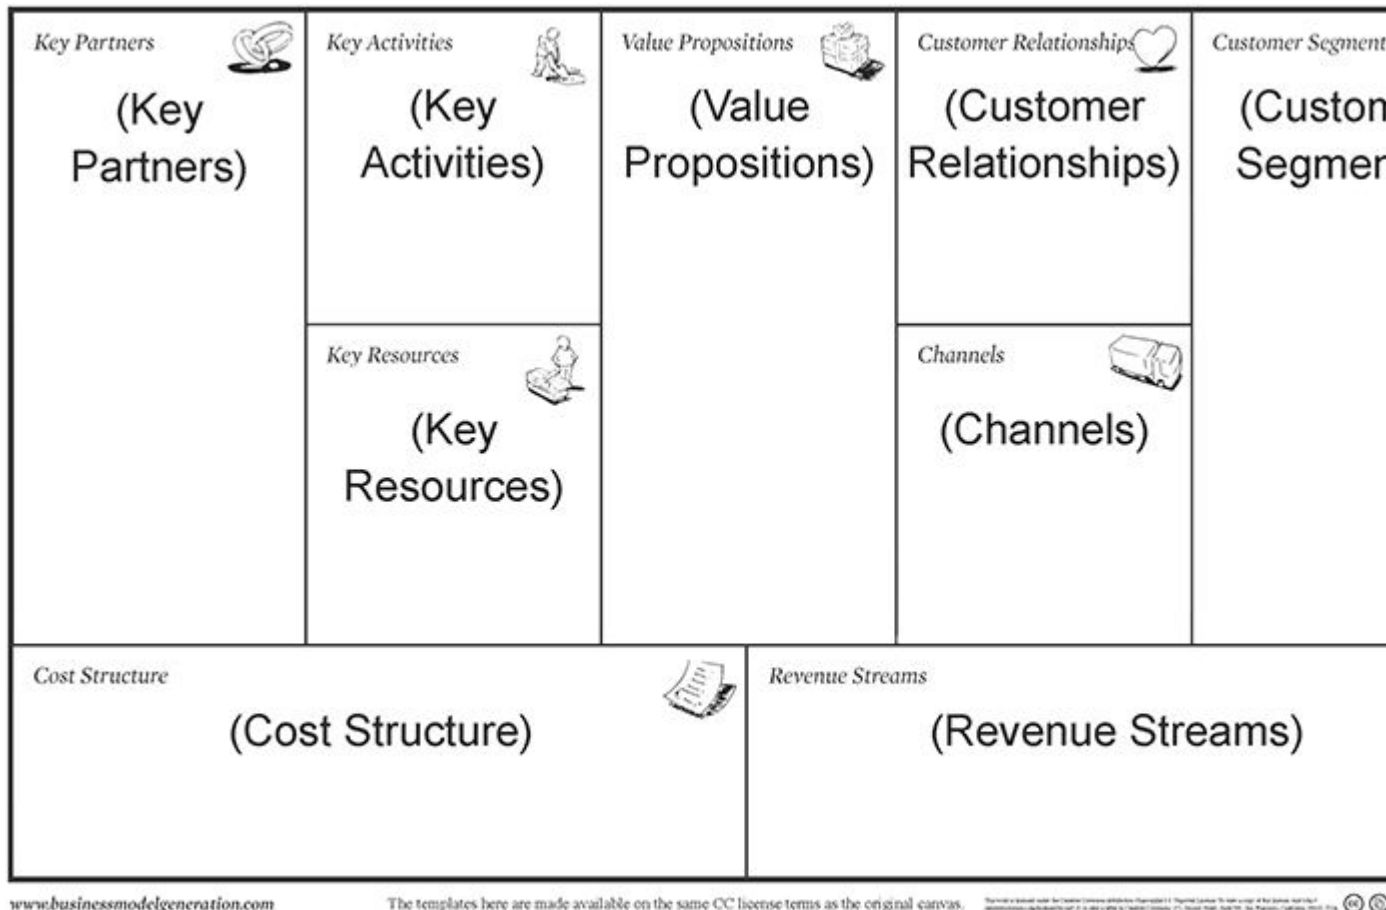 Key Partners
(Key
Partners)
Key Activities
(Key
Activities)
Key Resources
(Key
Resources)
Value Propositions
(Value
Propositions)
Customer Relationships
(Customer
Relationships)
Channels
(Channels)
Customer Segment
(Custom
Segmen
Cost Structure
(Cost Structure)
Revenue Streams
(Revenue Streams)
www.businessmodelgeneration.com
The templates here are made available on the same CC license terms as the original canvas.